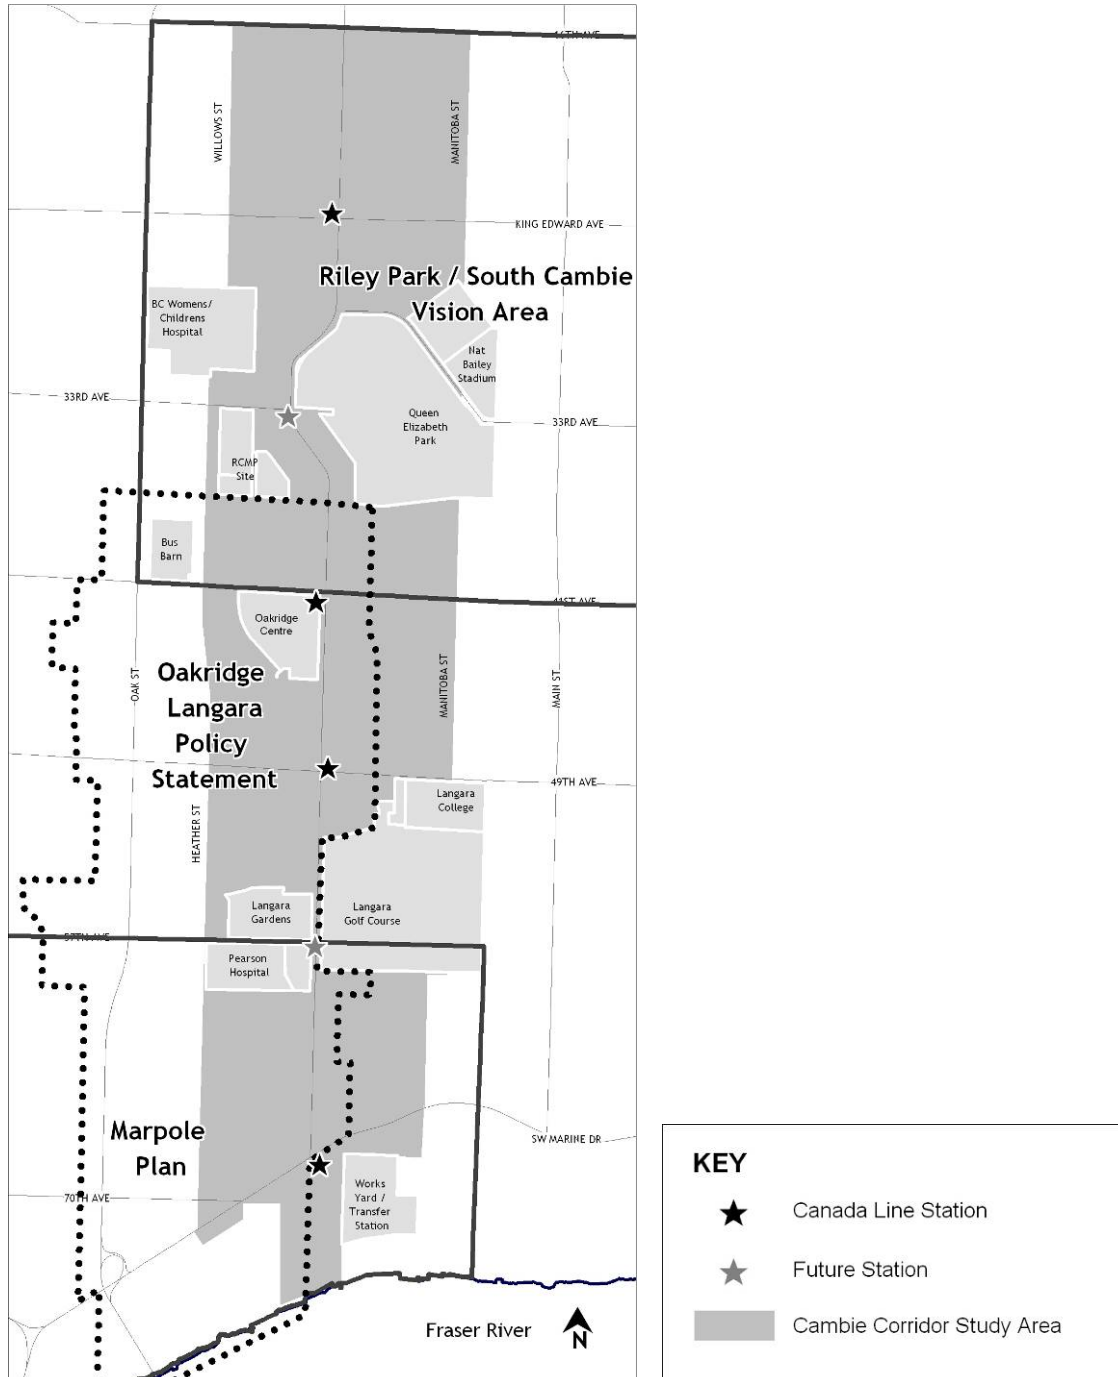 16TH AVE
WILLOWS ST
MANITOBA ST
KING EDWARD AVE
Riley Park / South Cambie
Vision Area
BC Womens/
Childrens
Hospital
Nat
Bailey
Stadium
33RD AVE
Queen
Elizabeth
Park
33RD AVE
RCMP
Site
Bus
Barn
41ST AVE
Oakridge
Centre
OAK ST
MANITOBA ST
MAIN ST
Oakridge
Langara
Policy
Statement
49TH AVE
Langara
College
HEATHER ST
Langara
Gardens
Langara
Golf Course
57TH AVE
Pearson
Hospital
Marpole
Plan
SW MARINE DR
70TH AVE
Works
Yard /
Transfer
Station
Fraser River
N
KEY
Canada Line Station
Future Station
Cambie Corridor Study Area